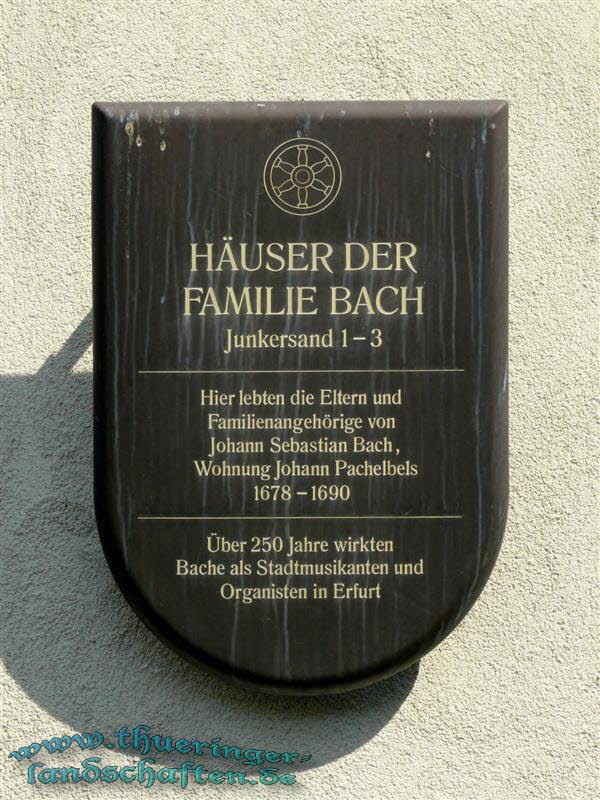 HÄUSER DER
FAMILIE BACH
Junkersand 1–3
Hier lebten die Eltern und
Familienangehörige von
Johann Sebastian Bach,
Wohnung Johann Pachelbels
1678–1690
Über 250 Jahre wirkten
Bache als Stadtmusikanten und
Organisten in Erfurt
www.thueringer-
landschaften.de